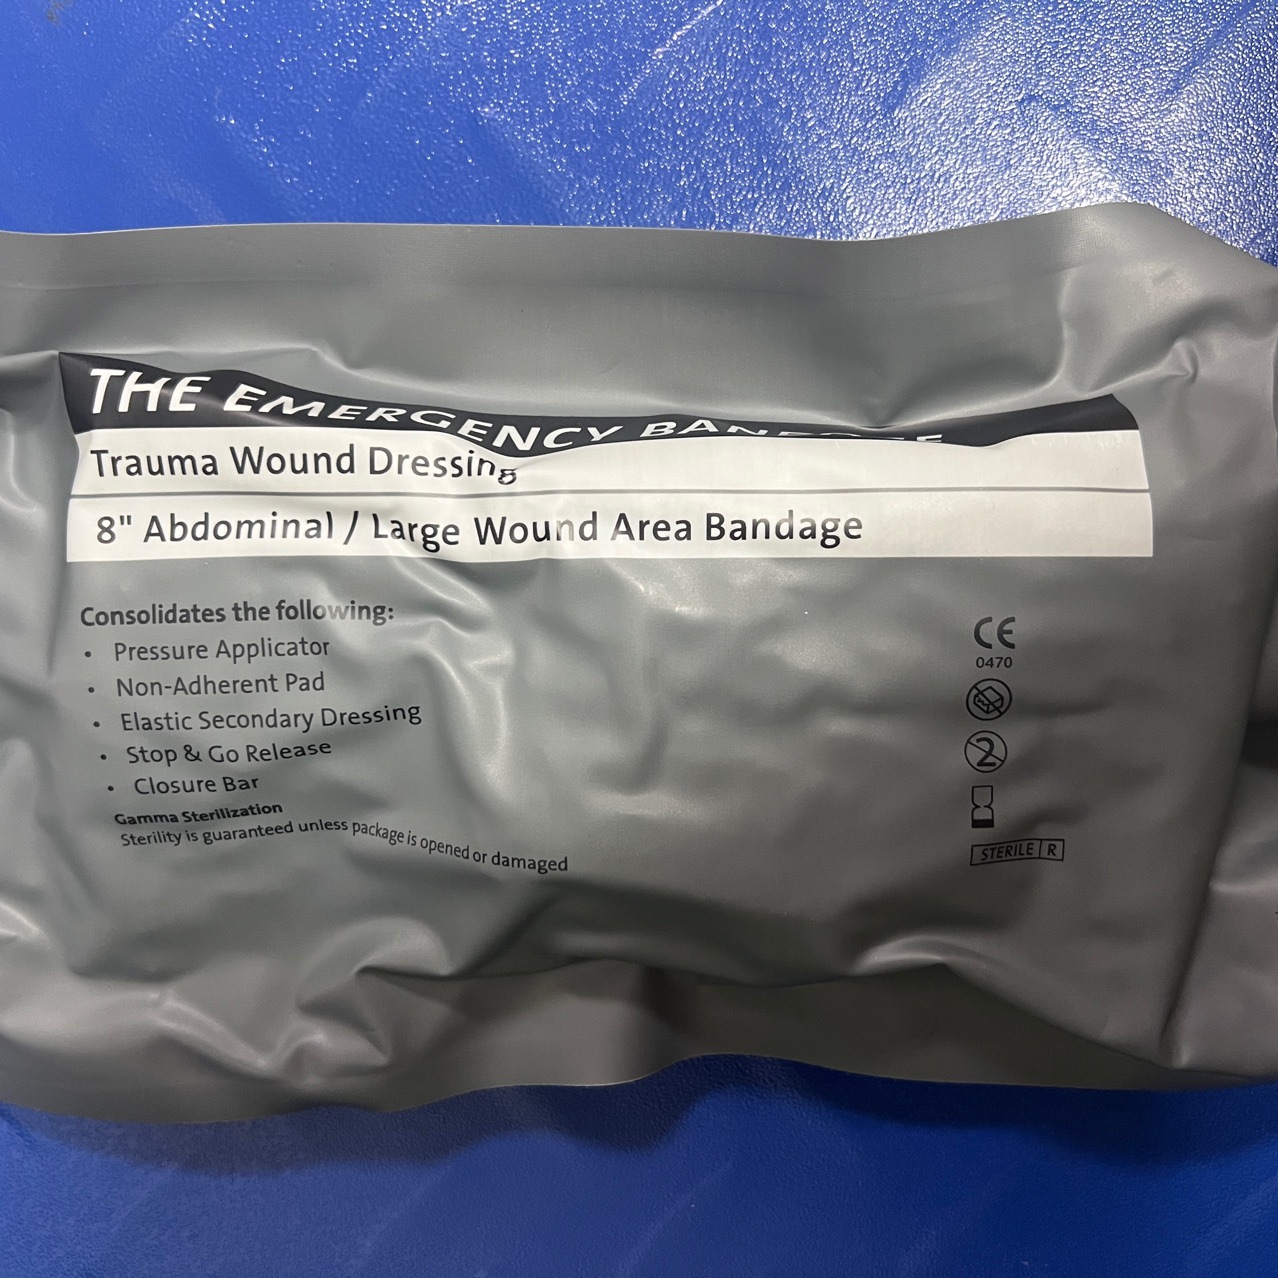 THE EMERGENCY BANDAGE
Trauma Wound Dressing
8" Abdominal / Large Wound Area Bandage
Consolidates the following:
• Pressure Applicator
• Non-Adherent Pad
• Elastic Secondary Dressing
• Stop & Go Release
• Closure Bar
Gamma Sterilization
Sterility is guaranteed unless package is opened or damaged
CE
0470
2
STERILE R